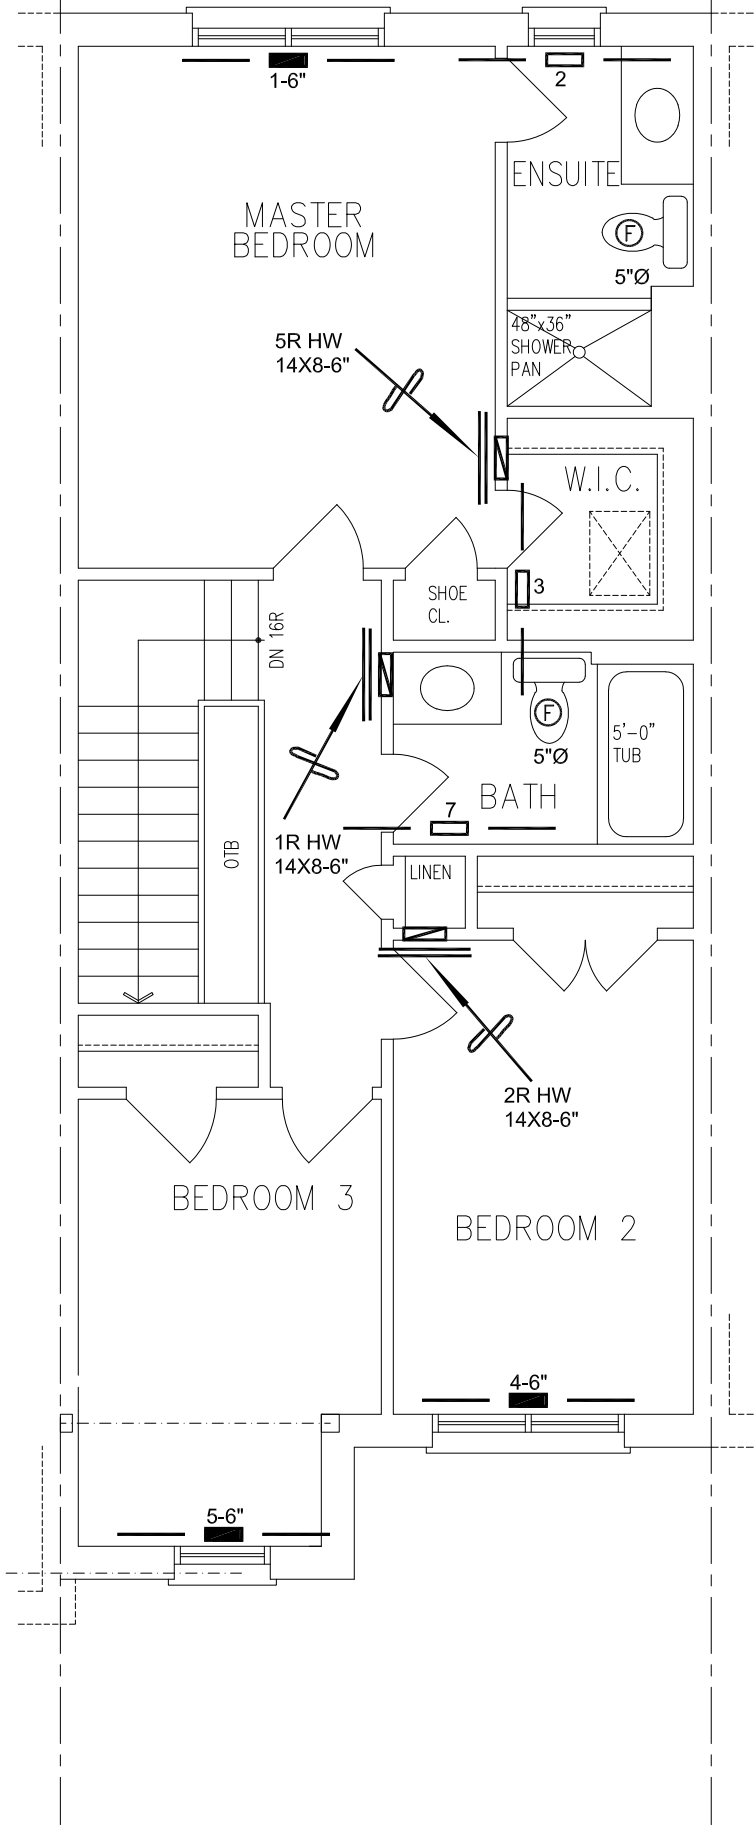 1-6"
2
ENSUITE
MASTER
BEDROOM
F
5"Ø
48"x36"
SHOWER
PAN
5R HW
14X8-6"
W.I.C.
3
SHOE
CL.
DN 16R
F
5"Ø
5'-0"
TUB
BATH
7
1R HW
14X8-6"
OTB
LINEN
2R HW
14X8-6"
BEDROOM 3
BEDROOM 2
4-6"
5-6"